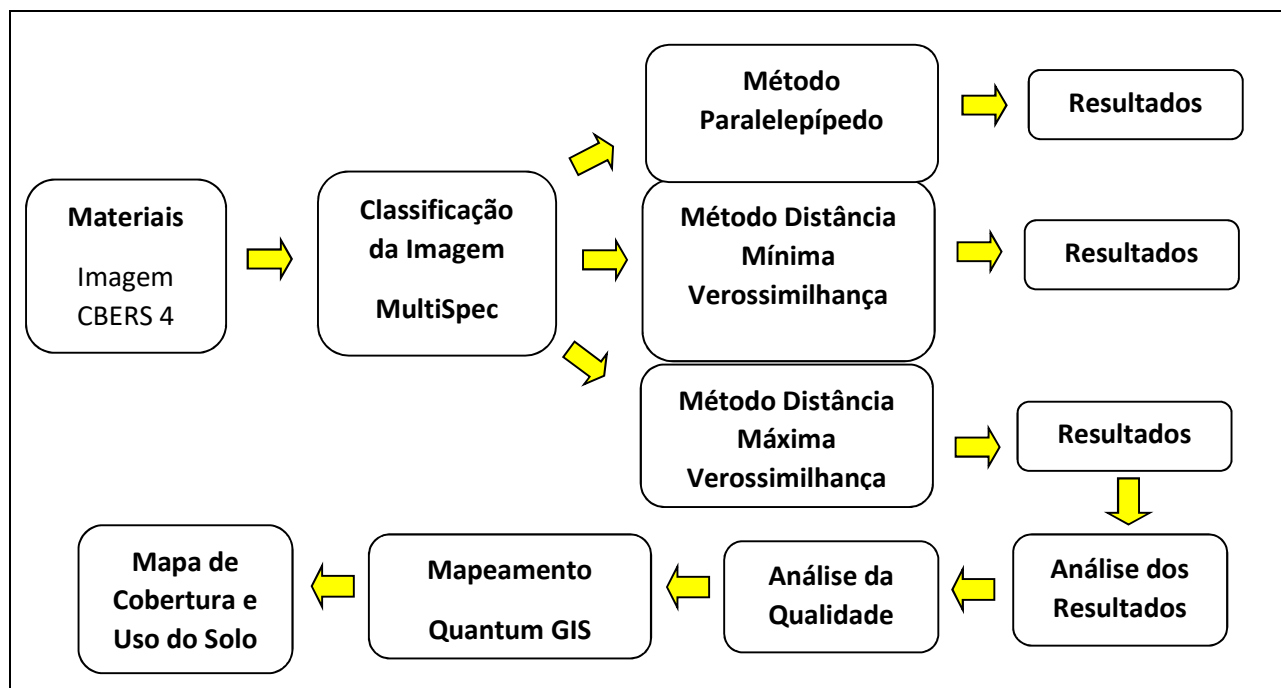 Materiais
Imagem
CBERS 4
Classificação
da Imagem
MultiSpec
Método
Paralelepípedo
Resultados
Método Distância
Mínima
Verossimilhança
Resultados
Método Distância
Máxima
Verossimilhança
Resultados
Análise dos
Resultados
Análise da
Qualidade
Mapeamento
Quantum GIS
Mapa de
Cobertura e
Uso do Solo